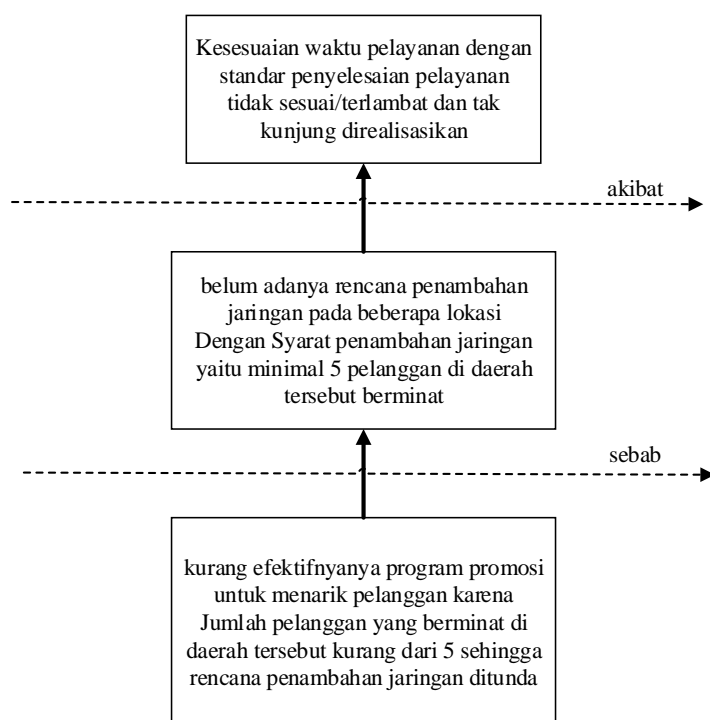 Kesesuaian waktu pelayanan dengan
standar penyelesaian pelayanan
tidak sesuai/terlambat dan tak
kunjung direalisasikan
akibat
belum adanya rencana penambahan
jaringan pada beberapa lokasi
Dengan Syarat penambahan jaringan
yaitu minimal 5 pelanggan di daerah
tersebut berminat
sebab
kurang efektifnyanya program promosi
untuk menarik pelanggan karena
Jumlah pelanggan yang berminat di
daerah tersebut kurang dari 5 sehingga
rencana penambahan jaringan ditunda